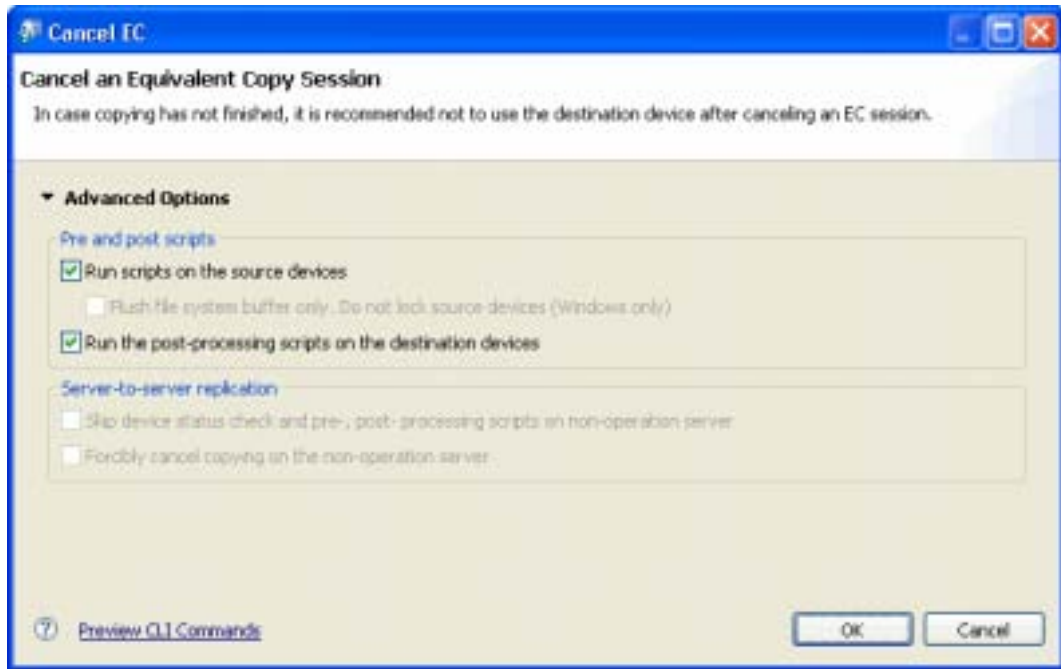 Cancel EC
Cancel an Equivalent Copy Session
In case copying has not finished, it is recommended not to use the destination device after canceling an EC session.
Advanced Options
Pre and post scripts
Run scripts on the source devices
Flush file system buffer only. Do not lock source devices (Windows only)
Run the post-processing scripts on the destination devices
Server-to-server replication
Skip device status check and pre-, post- processing scripts on non-operation server
Forcibly cancel copying on the non-operation server
? Preview CLI Commands
OK
Cancel